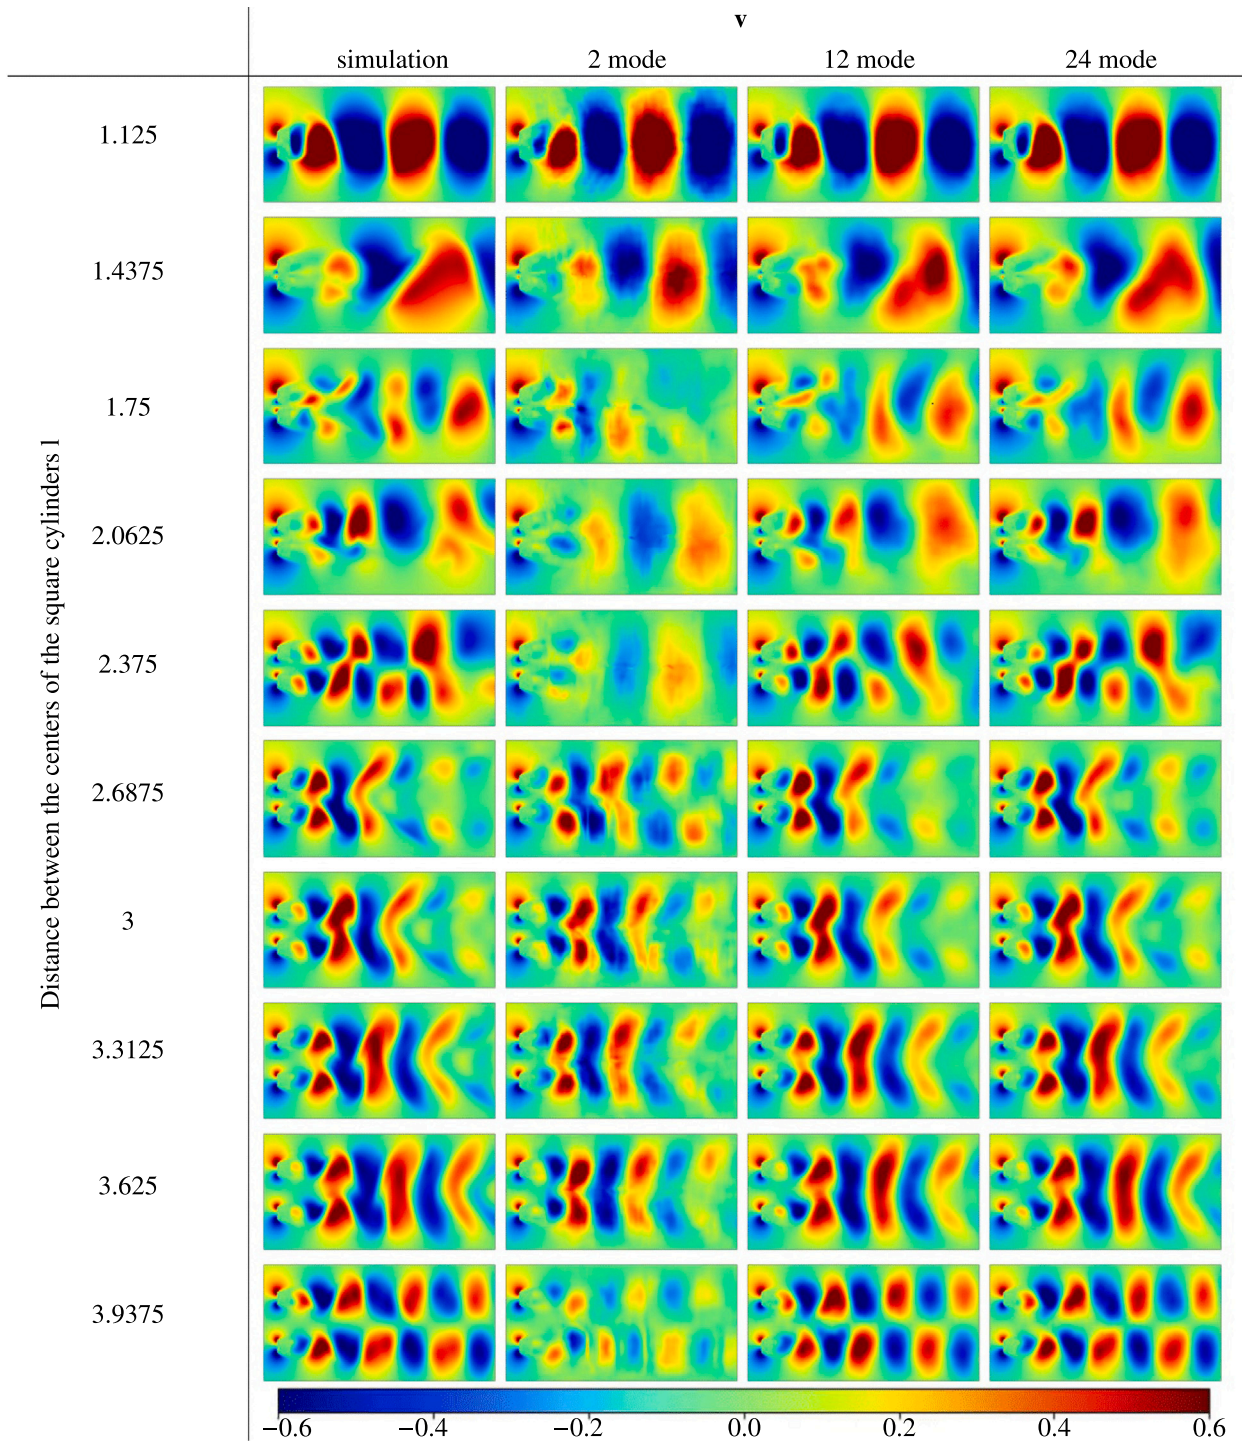 v
simulation 2 mode 12 mode 24 mode
Distance between the centers of the square cylinders l
1.125
1.4375
1.75
2.0625
2.375
2.6875
3
3.3125
3.625
3.9375
−0.6 −0.4 −0.2 0.0 0.2 0.4 0.6